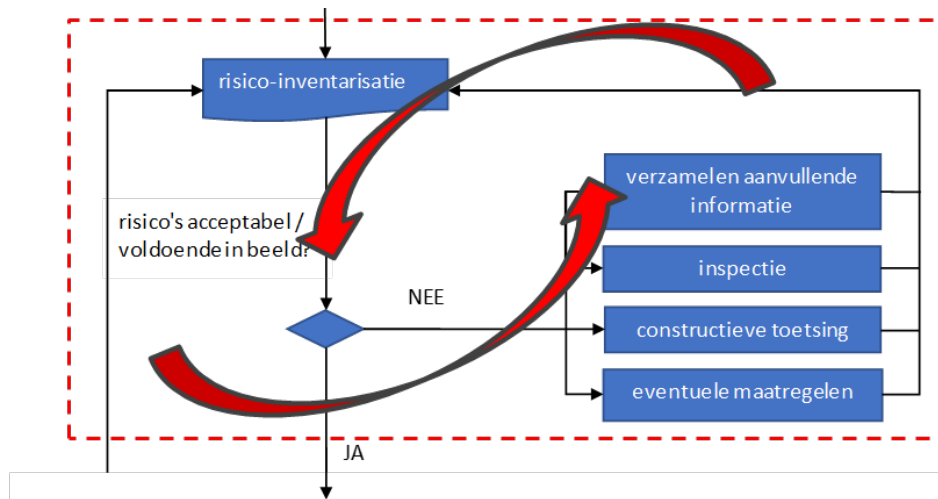 risico-inventarisatie
verzamelen aanvullende
informatie
risico's acceptabel /
voldoende in beeld?
inspectie
NEE
constructieve toetsing
eventuele maatregelen
JA